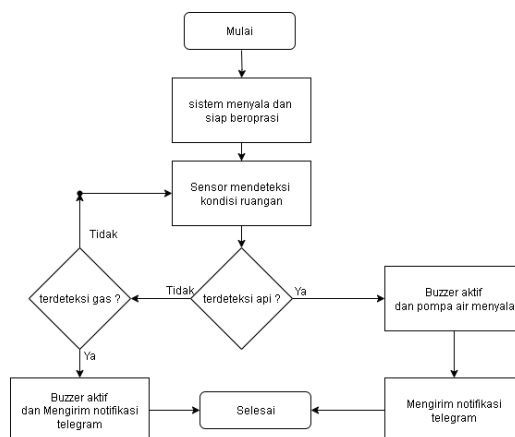 Mulai
sistem menyala dan
siap beroprasi
Sensor mendeteksi
kondisi ruangan
Tidak
terdeteksi gas ?
Tidak
terdeteksi api ?
Ya
Buzzer aktif
dan pompa air menyala
Ya
Buzzer aktif
dan Mengirim notifikasi
telegram
Selesai
Mengirim notifikasi
telegram